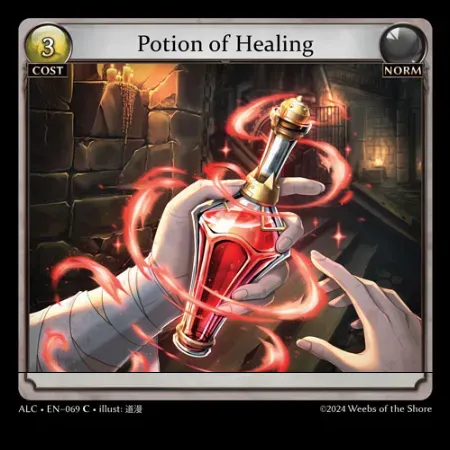 3
Potion of Healing
COST
NORM
ALC • EN–069 C • illust: 道漫
©2024 Weebs of the Shore